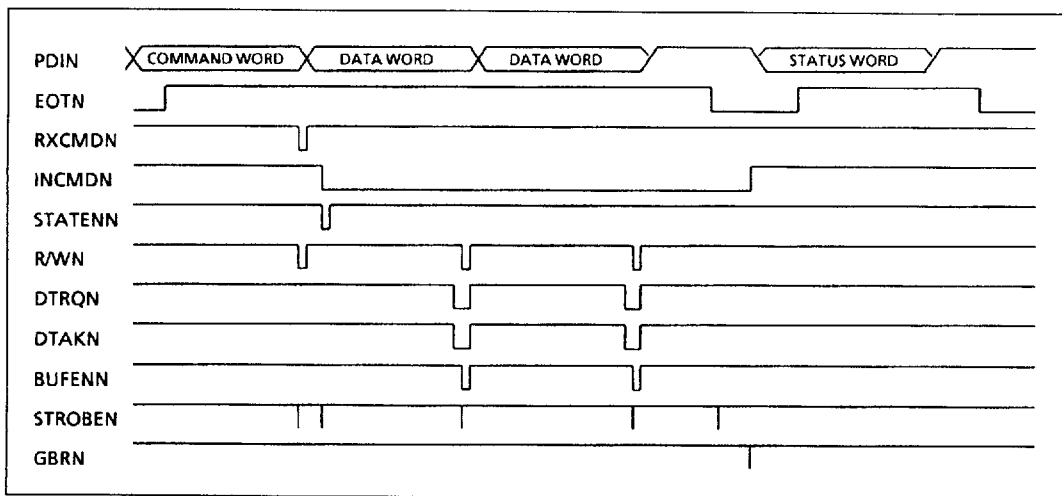 PDIN COMMAND WORD DATA WORD DATA WORD STATUS WORD
EOTN
RXCMDN
INCMDN
STATENN
R/WN
DTRQN
DTAKN
BUFENN
STROBEN
GBRN